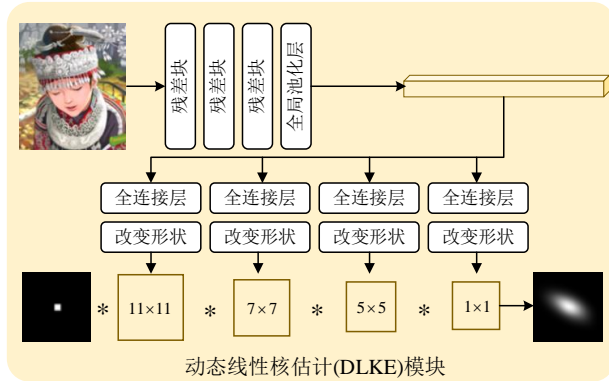 残差块
残差块
残差块
全局池化层
全连接层 全连接层 全连接层 全连接层
改变形状 改变形状 改变形状 改变形状
* 11×11 * 7×7 * 5×5 * 1×1
动态线性核估计(DLKE)模块